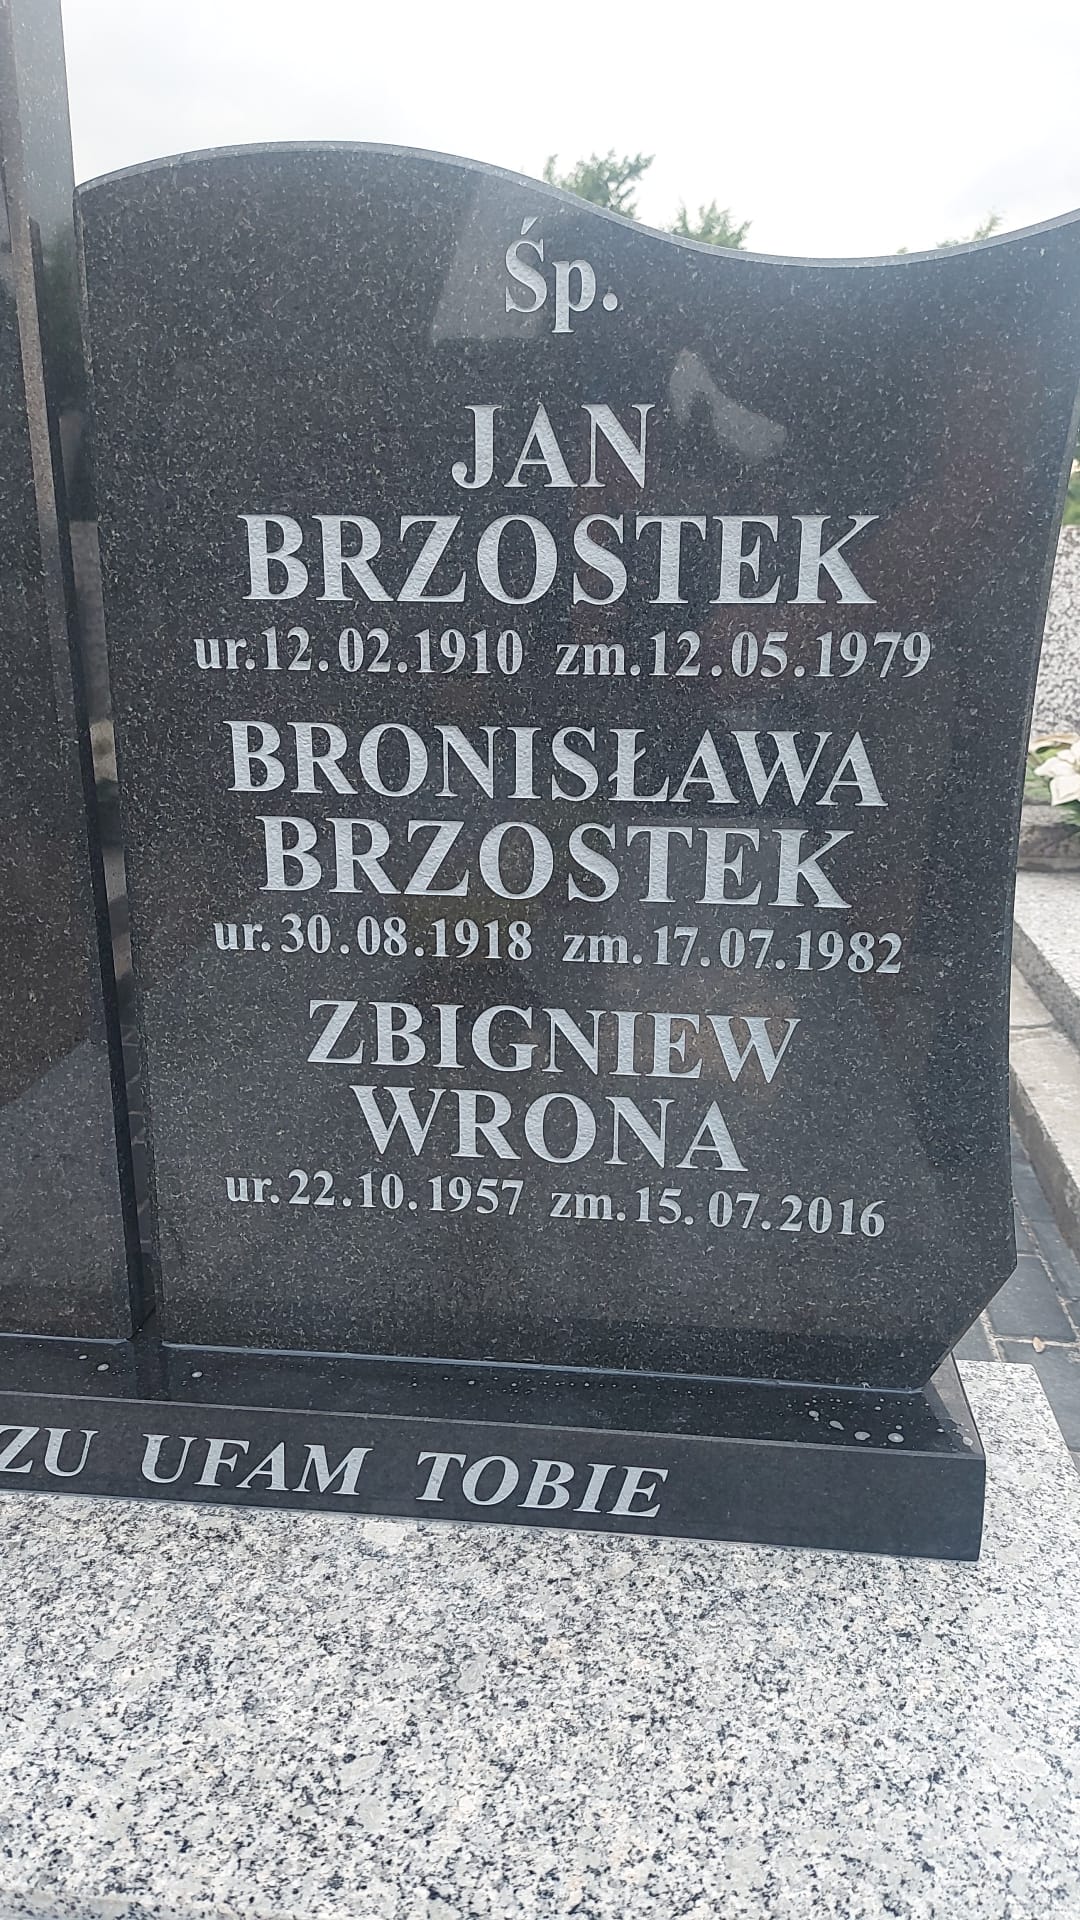 Śp.
JAN
BRZOSTEK
ur.12.02.1910 zm.12.05.1979
BRONISŁAWA
BRZOSTEK
ur.30.08.1918 zm.17.07.1982
ZBIGNIEW
WRONA
ur.22.10.1957 zm.15.07.2016
UFAM TOBIE